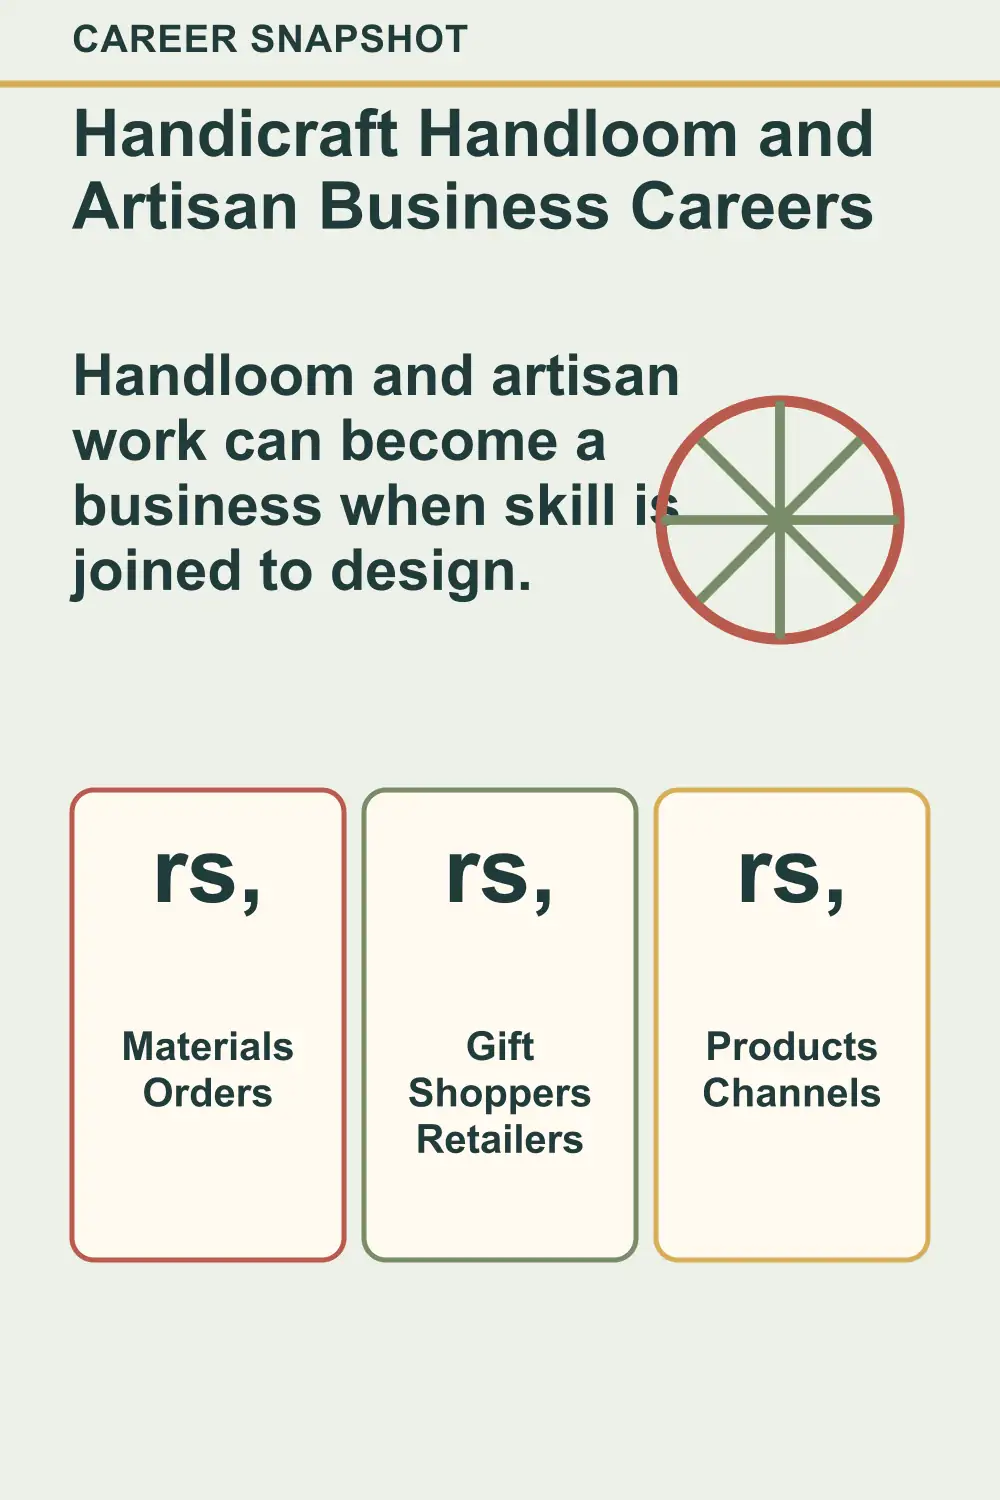 CAREER SNAPSHOT
Handicraft Handloom and
Artisan Business Careers
Handloom and artisan
work can become a
business when skill is
joined to design.
rs,
Materials
Orders
rs,
Gift
Shoppers
Retailers
rs,
Products
Channels